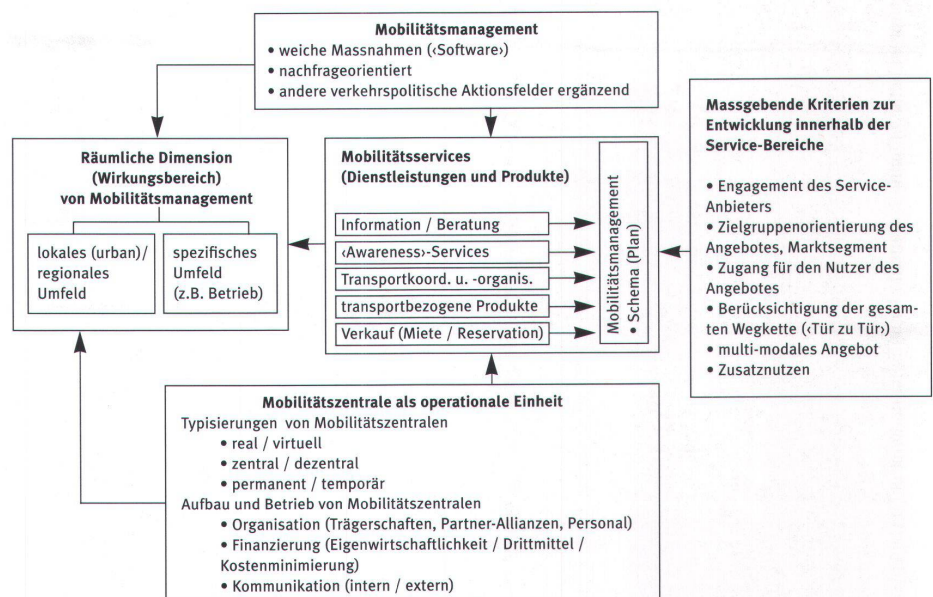 Mobilitätsmanagement
• weiche Massnahmen (‹Software›)
• nachfrageorientiert
• andere verkehrspolitische Aktionsfelder ergänzend
Räumliche Dimension
(Wirkungsbereich)
von Mobilitätsmanagement
lokales (urban)/
regionales
Umfeld
spezifisches
Umfeld
(z.B. Betrieb)
Mobilitätsservices
(Dienstleistungen und Produkte)
Information / Beratung
‹Awareness›-Services
Transportkoord. u. -organis.
transportbezogene Produkte
Verkauf (Miete / Reservation)
Mobilitätsmanagement
• Schema (Plan)
Massgebende Kriterien zur
Entwicklung innerhalb der
Service-Bereiche
• Engagement des Service-
Anbieters
• Zielgruppenorientierung des
Angebotes, Marktsegment
• Zugang für den Nutzer des
Angebotes
• Berücksichtigung der gesam-
ten Wegkette (‹Tür zu Tür›)
• multi-modales Angebot
• Zusatznutzen
Mobilitätszentrale als operationale Einheit
Typisierungen von Mobilitätszentralen
• real / virtuell
• zentral / dezentral
• permanent / temporär
Aufbau und Betrieb von Mobilitätszentralen
• Organisation (Trägerschaften, Partner-Allianzen, Personal)
• Finanzierung (Eigenwirtschaftlichkeit / Drittmittel /
Kostenminimierung)
• Kommunikation (intern / extern)